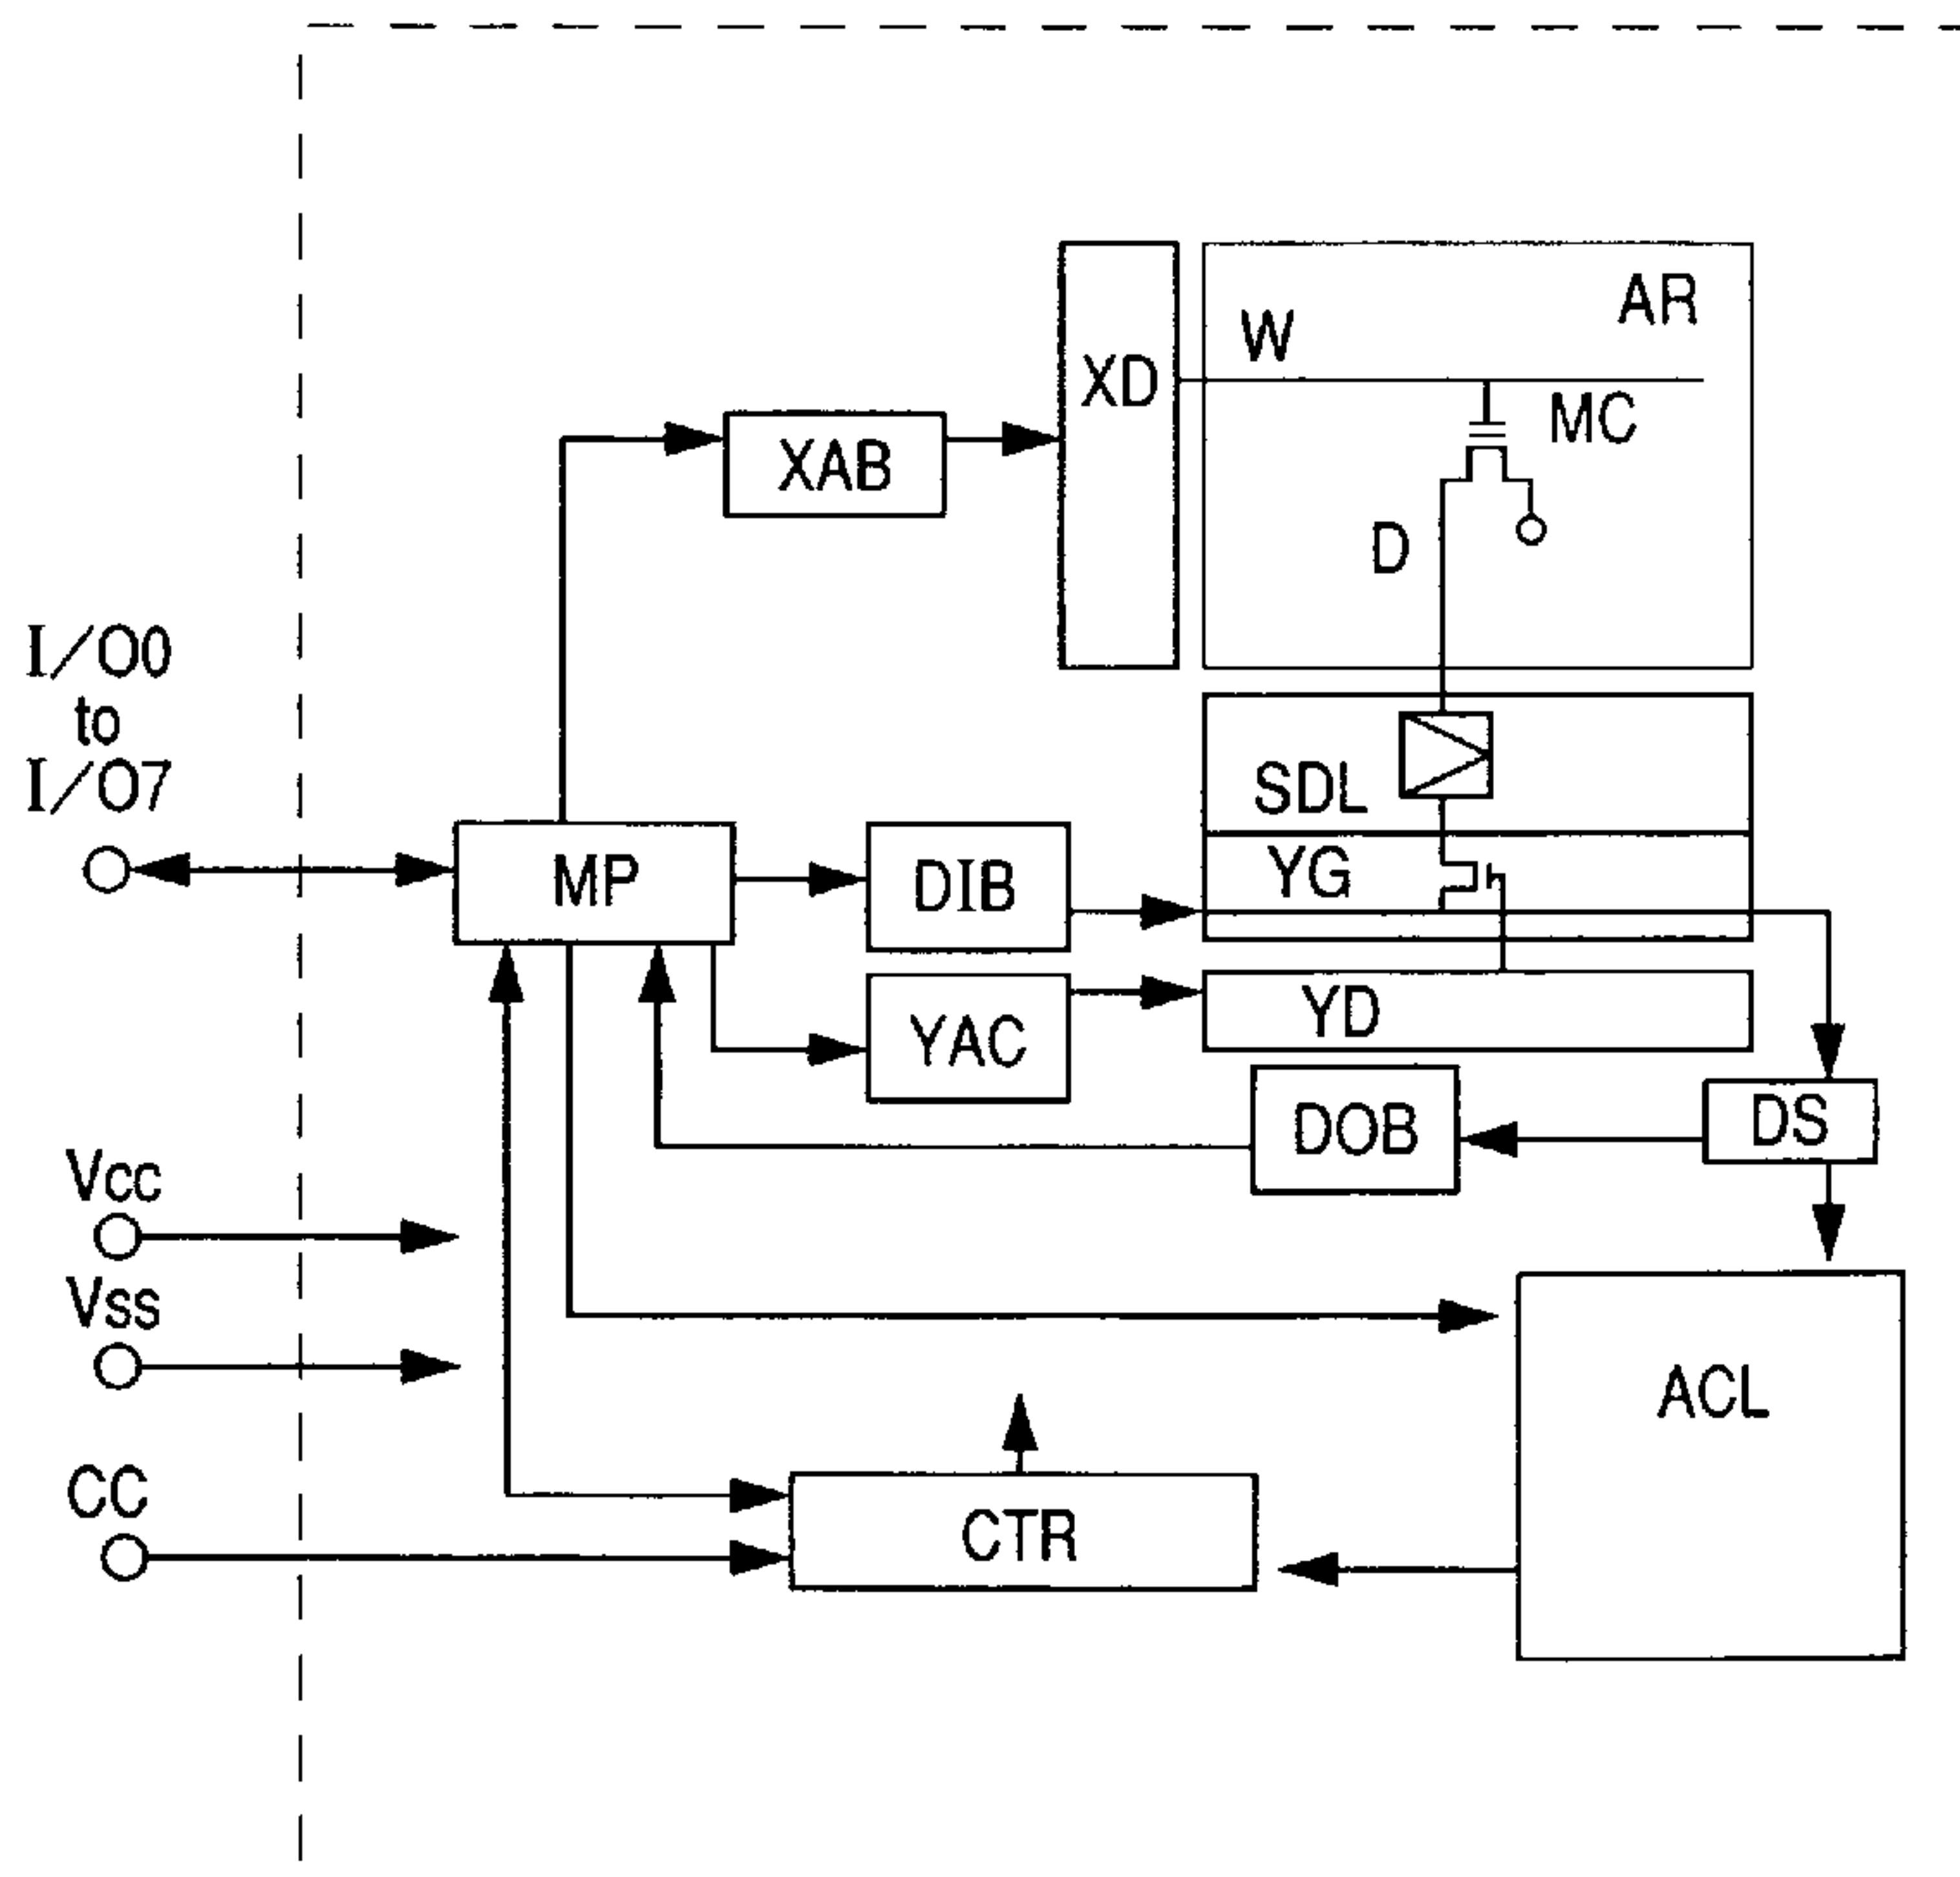 AR
W
XD
MC
XAB
D
I/O0
to
I/O7
SDL
MP
DIB
YG
YAC
YD
DOB
DS
Vcc
Vss
ACL
CC
CTR